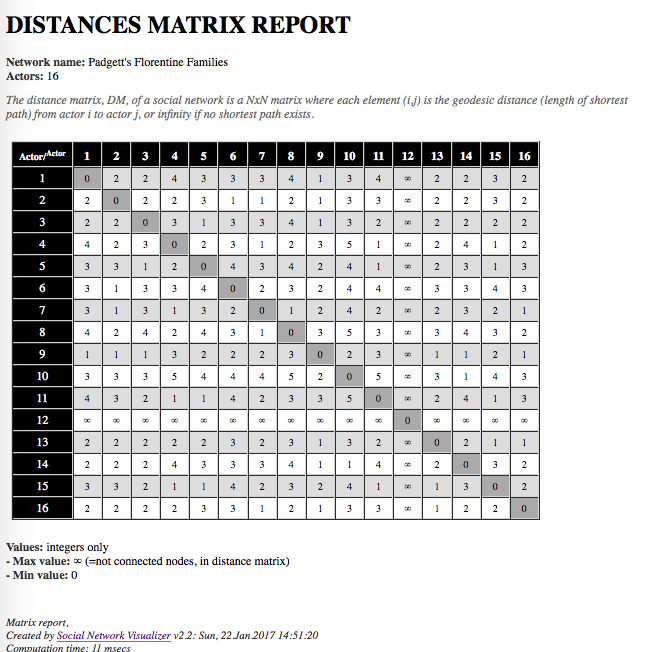 DISTANCES MATRIX REPORT
Network name: Padgett's Florentine Families
Actors: 16
The distance matrix, DM, of a social network is a NxN matrix where each element (i,j) is the geodesic distance (length of shortest
path) from actor i to actor j, or infinity if no shortest path exists.
Actor/Actor 1 2 3 4 5 6 7 8 9 10 11 12 13 14 15 16
1 0 2 2 4 3 3 3 4 1 3 4 ∞ 2 2 3 2
2 2 0 2 2 3 1 1 2 1 3 3 ∞ 2 2 3 2
3 2 2 0 3 1 3 3 4 1 3 2 ∞ 2 2 2 2
4 4 2 3 0 2 3 1 2 3 5 1 ∞ 2 4 1 2
5 3 3 1 2 0 4 3 4 2 4 1 ∞ 2 3 1 3
6 3 1 3 3 4 0 2 3 2 4 4 ∞ 3 3 4 3
7 3 1 3 1 3 2 0 1 2 4 2 ∞ 2 3 2 1
8 4 2 4 2 4 3 1 0 3 5 3 ∞ 3 4 3 2
9 1 1 1 3 2 2 2 3 0 2 3 ∞ 1 1 2 1
10 3 3 3 5 4 4 4 5 2 0 5 ∞ 3 1 4 3
11 4 3 2 1 1 4 2 3 3 5 0 ∞ 2 4 1 3
12 ∞ ∞ ∞ ∞ ∞ ∞ ∞ ∞ ∞ ∞ ∞ 0 ∞ ∞ ∞ ∞
13 2 2 2 2 2 3 2 3 1 3 2 ∞ 0 2 1 1
14 2 2 2 4 3 3 3 4 1 1 4 ∞ 2 0 3 2
15 3 3 2 1 1 4 2 3 2 4 1 ∞ 1 3 0 2
16 2 2 2 2 3 3 1 2 1 3 3 ∞ 1 2 2 0
Values: integers only
- Max value: ∞ (=not connected nodes, in distance matrix)
- Min value: 0
Matrix report,
Created by Social Network Visualizer v2.2: Sun, 22.Jan.2017 14:51:20
Computation time: 11 msecs